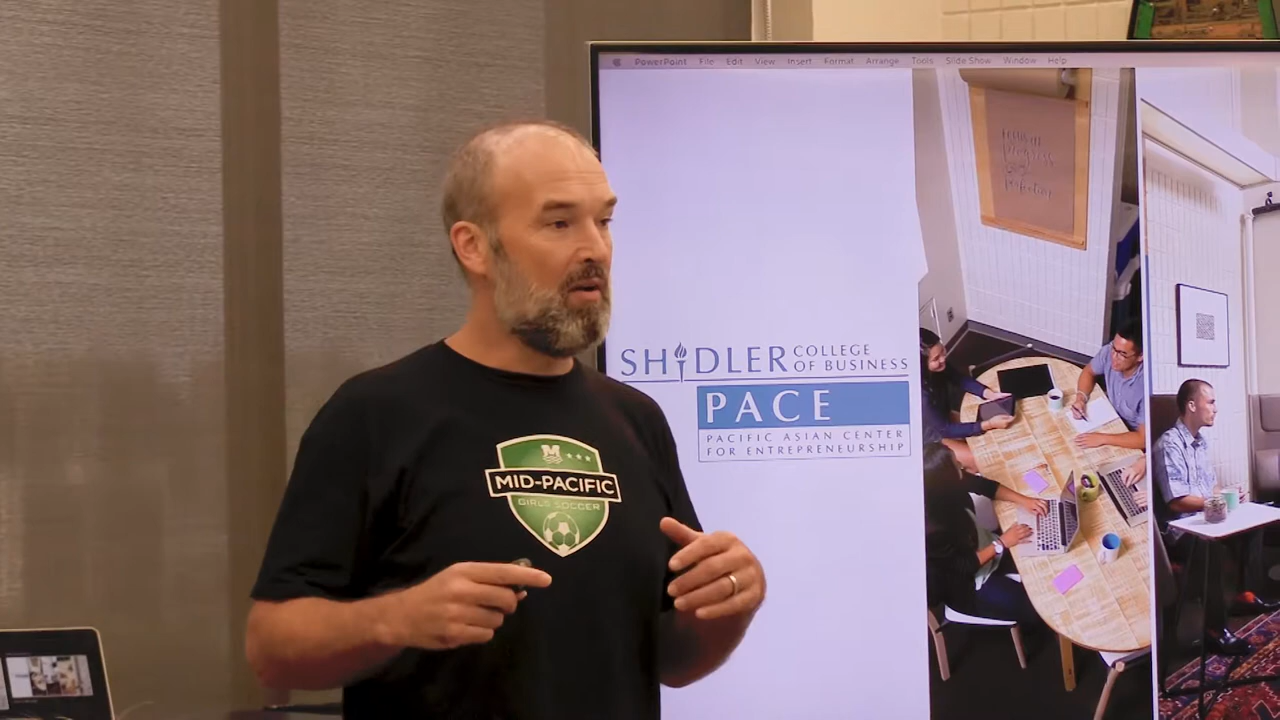 PowerPoint File Edit View Insert Format Arrange Tools Slide Show Window Help
SHIDLER COLLEGE
OF BUSINESS
PACE
PACIFIC ASIAN CENTER
FOR ENTREPRENEURSHIP
M
MID-PACIFIC
GIRLS SOCCER